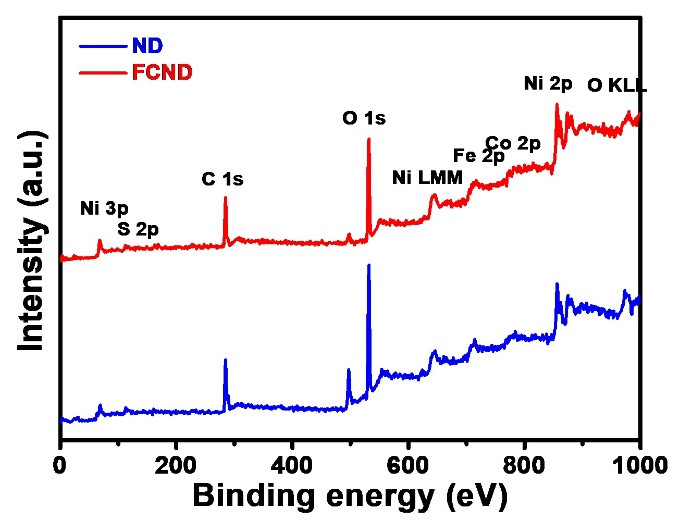 ND
FCND
Ni 2p
O KLL
O 1s
Co 2p
Fe 2p
Ni LMM
C 1s
Ni 3p
S 2p
Intensity (a.u.)
0 200 400 600 800 1000
Binding energy (eV)